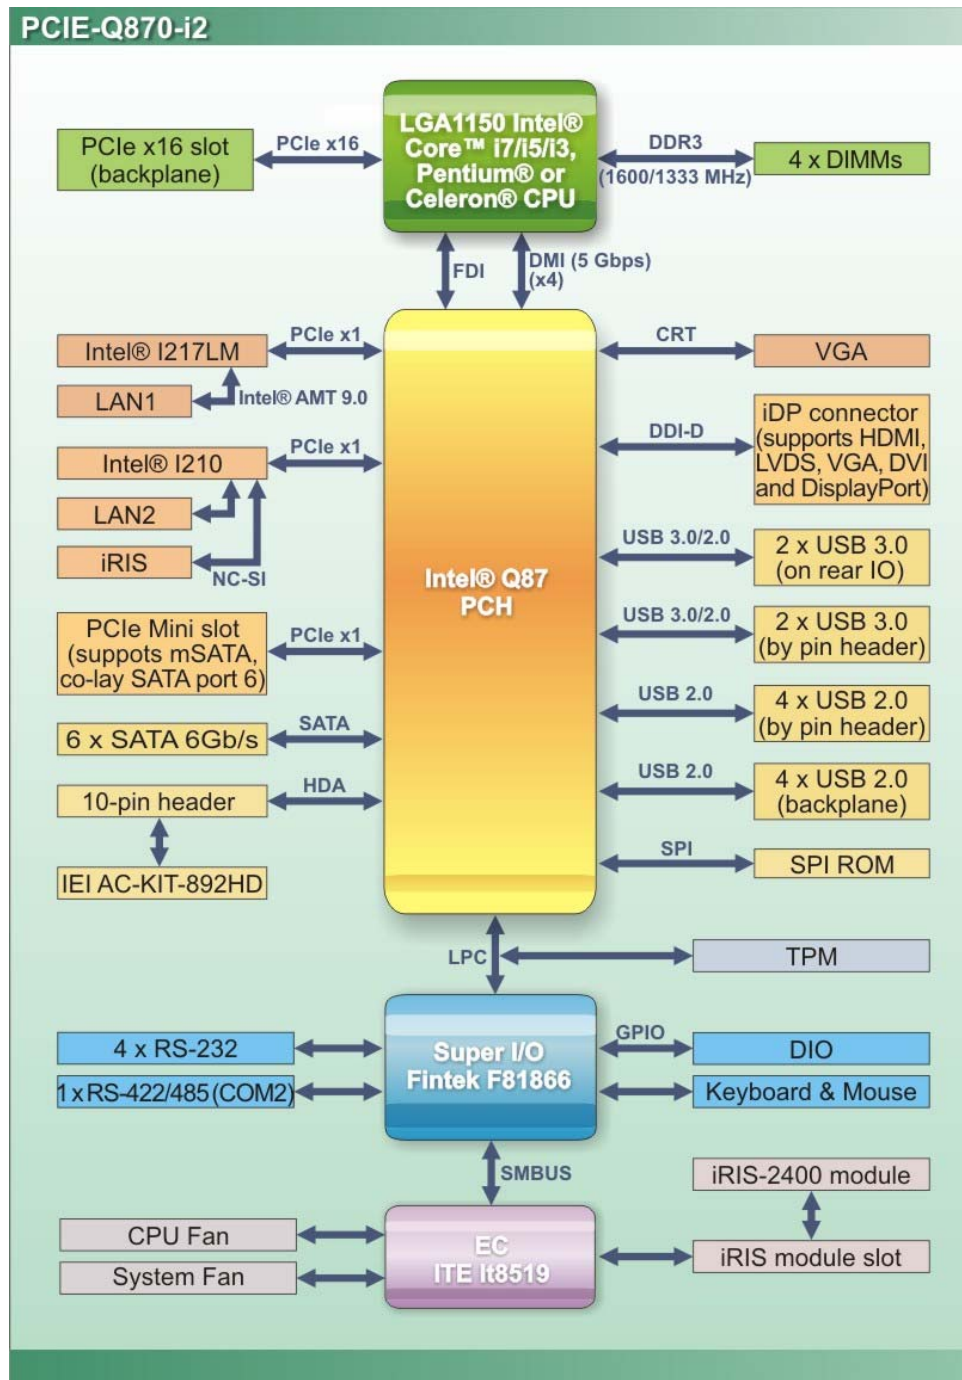 PCIE-Q870-i2
LGA1150 Intel®
Core™ i7/i5/i3,
Pentium® or
Celeron® CPU
PCIe x16 slot
(backplane)
PCIe x16
DDR3
(1600/1333 MHz)
4 x DIMMs
FDI
DMI (5 Gbps)
(x4)
Intel® I217LM
PCIe x1
LAN1
Intel® AMT 9.0
Intel® I210
PCIe x1
LAN2
iRIS
NC-SI
PCIe Mini slot
(suppots mSATA,
co-lay SATA port 6)
PCIe x1
6 x SATA 6Gb/s
SATA
10-pin header
HDA
IEI AC-KIT-892HD
Intel® Q87
PCH
CRT
VGA
DDI-D
iDP connector
(supports HDMI,
LVDS, VGA, DVI
and DisplayPort)
USB 3.0/2.0
2 x USB 3.0
(on rear IO)
USB 3.0/2.0
2 x USB 3.0
(by pin header)
USB 2.0
4 x USB 2.0
(by pin header)
USB 2.0
4 x USB 2.0
(backplane)
SPI
SPI ROM
LPC
TPM
4 x RS-232
1 x RS-422/485 (COM2)
Super I/O
Fintek F81866
GPIO
DIO
Keyboard & Mouse
SMBUS
CPU Fan
System Fan
EC
ITE It8519
iRIS-2400 module
iRIS module slot